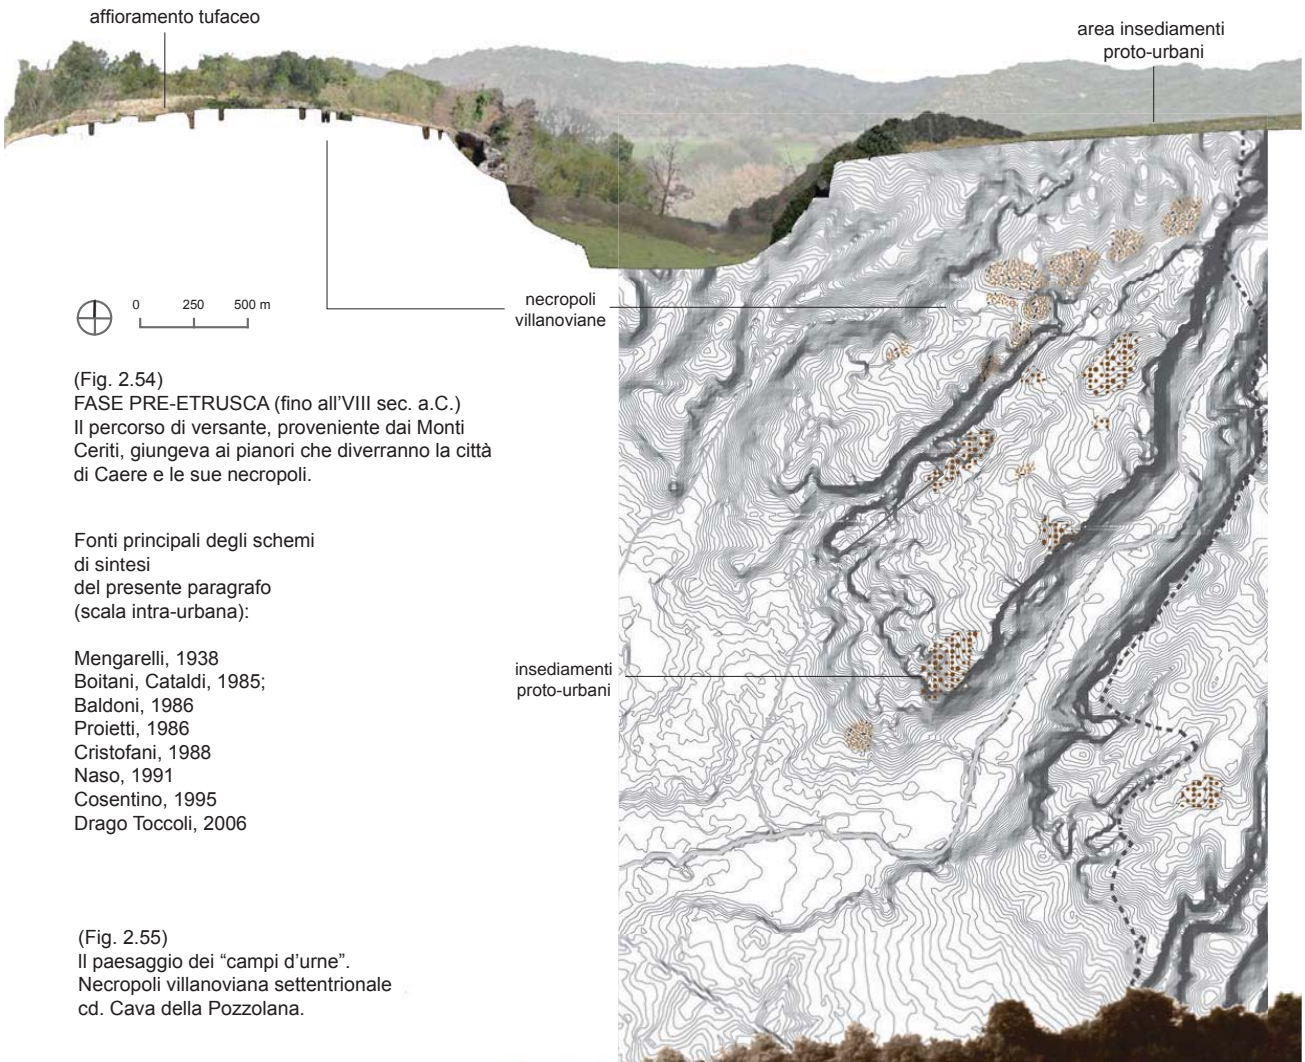 affioramento tufaceo
area insediamenti
proto-urbani
0 250 500 m
necropoli
villanoviane
(Fig. 2.54)
FASE PRE-ETRUSCA (fino all'VIII sec. a.C.)
Il percorso di versante, proveniente dai Monti
Ceriti, giungeva ai pianori che diverranno la città
di Caere e le sue necropoli.
Fonti principali degli schemi
di sintesi
del presente paragrafo
(scala intra-urbana):
Mengarelli, 1938
Boitani, Cataldi, 1985;
Baldoni, 1986
Proietti, 1986
Cristofani, 1988
Naso, 1991
Cosentino, 1995
Drago Toccoli, 2006
insediamenti
proto-urbani
(Fig. 2.55)
Il paesaggio dei “campi d’urne”.
Necropoli villanoviana settentrionale
cd. Cava della Pozzolana.